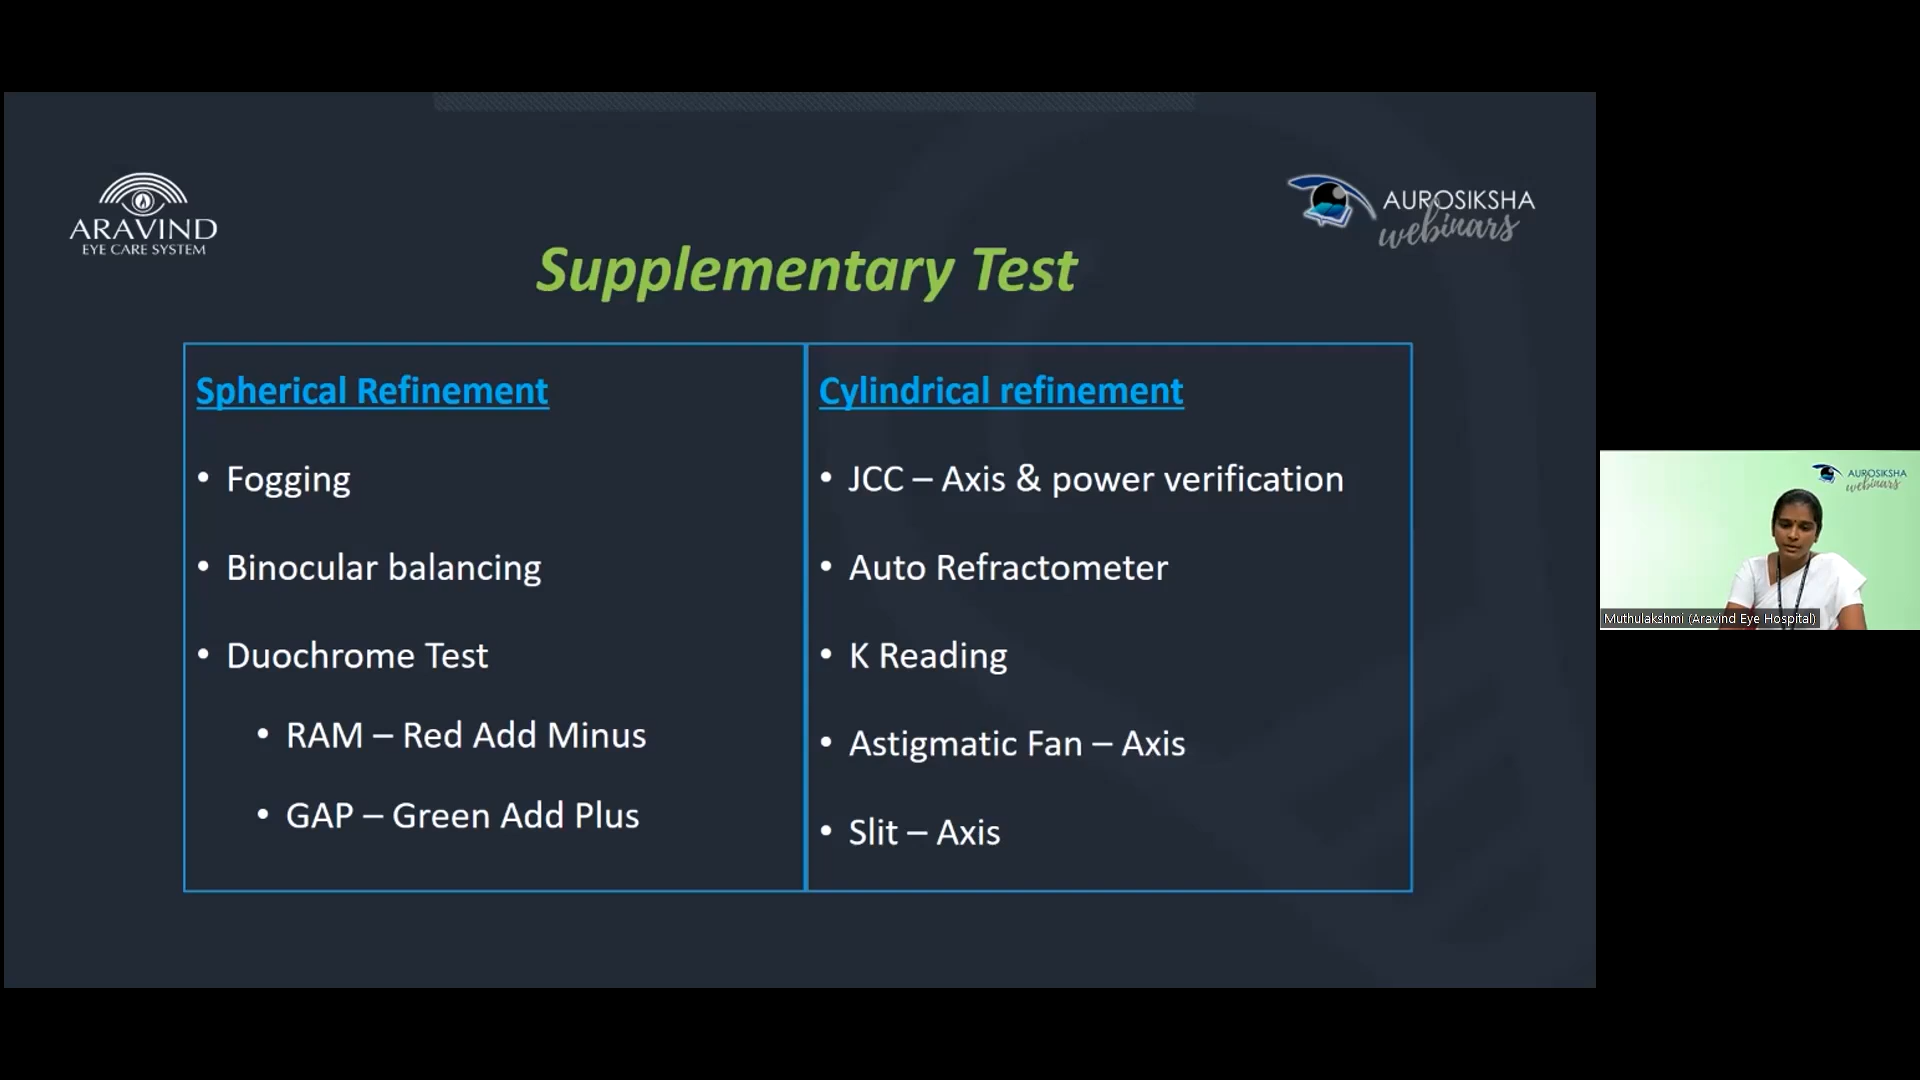 ARAVIND
EYE CARE SYSTEM
AUROSIKSHA
webinars
Supplementary Test
Spherical Refinement
• Fogging
• Binocular balancing
• Duochrome Test
• RAM – Red Add Minus
• GAP – Green Add Plus
Cylindrical refinement
• JCC – Axis & power verification
• Auto Refractometer
• K Reading
• Astigmatic Fan – Axis
• Slit – Axis
AUROSIKSHA
webinars
Muthulakshmi (Aravind Eye Hospital)